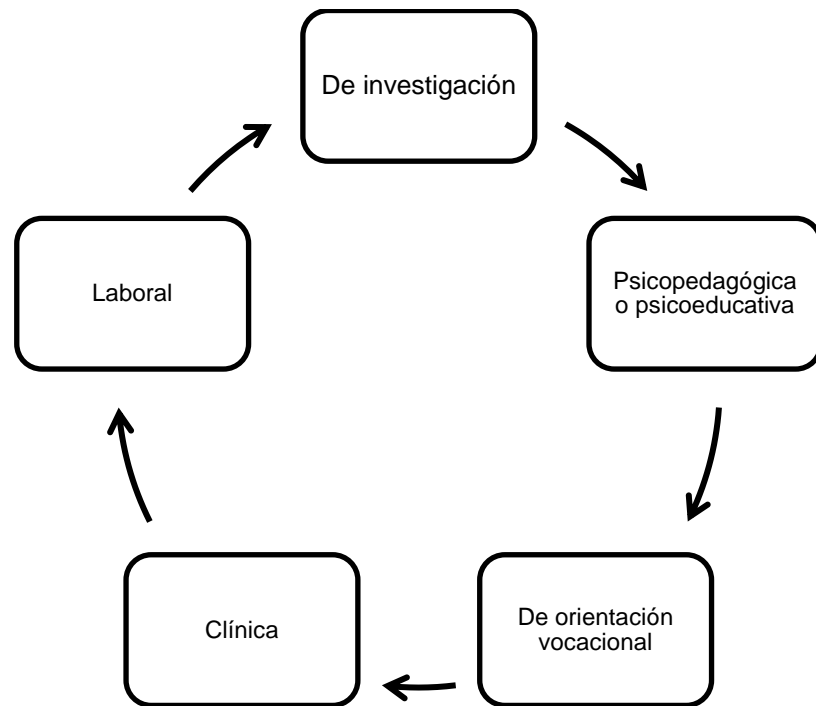 De investigación
Psicopedagógica
o psicoeducativa
De orientación
vocacional
Clínica
Laboral